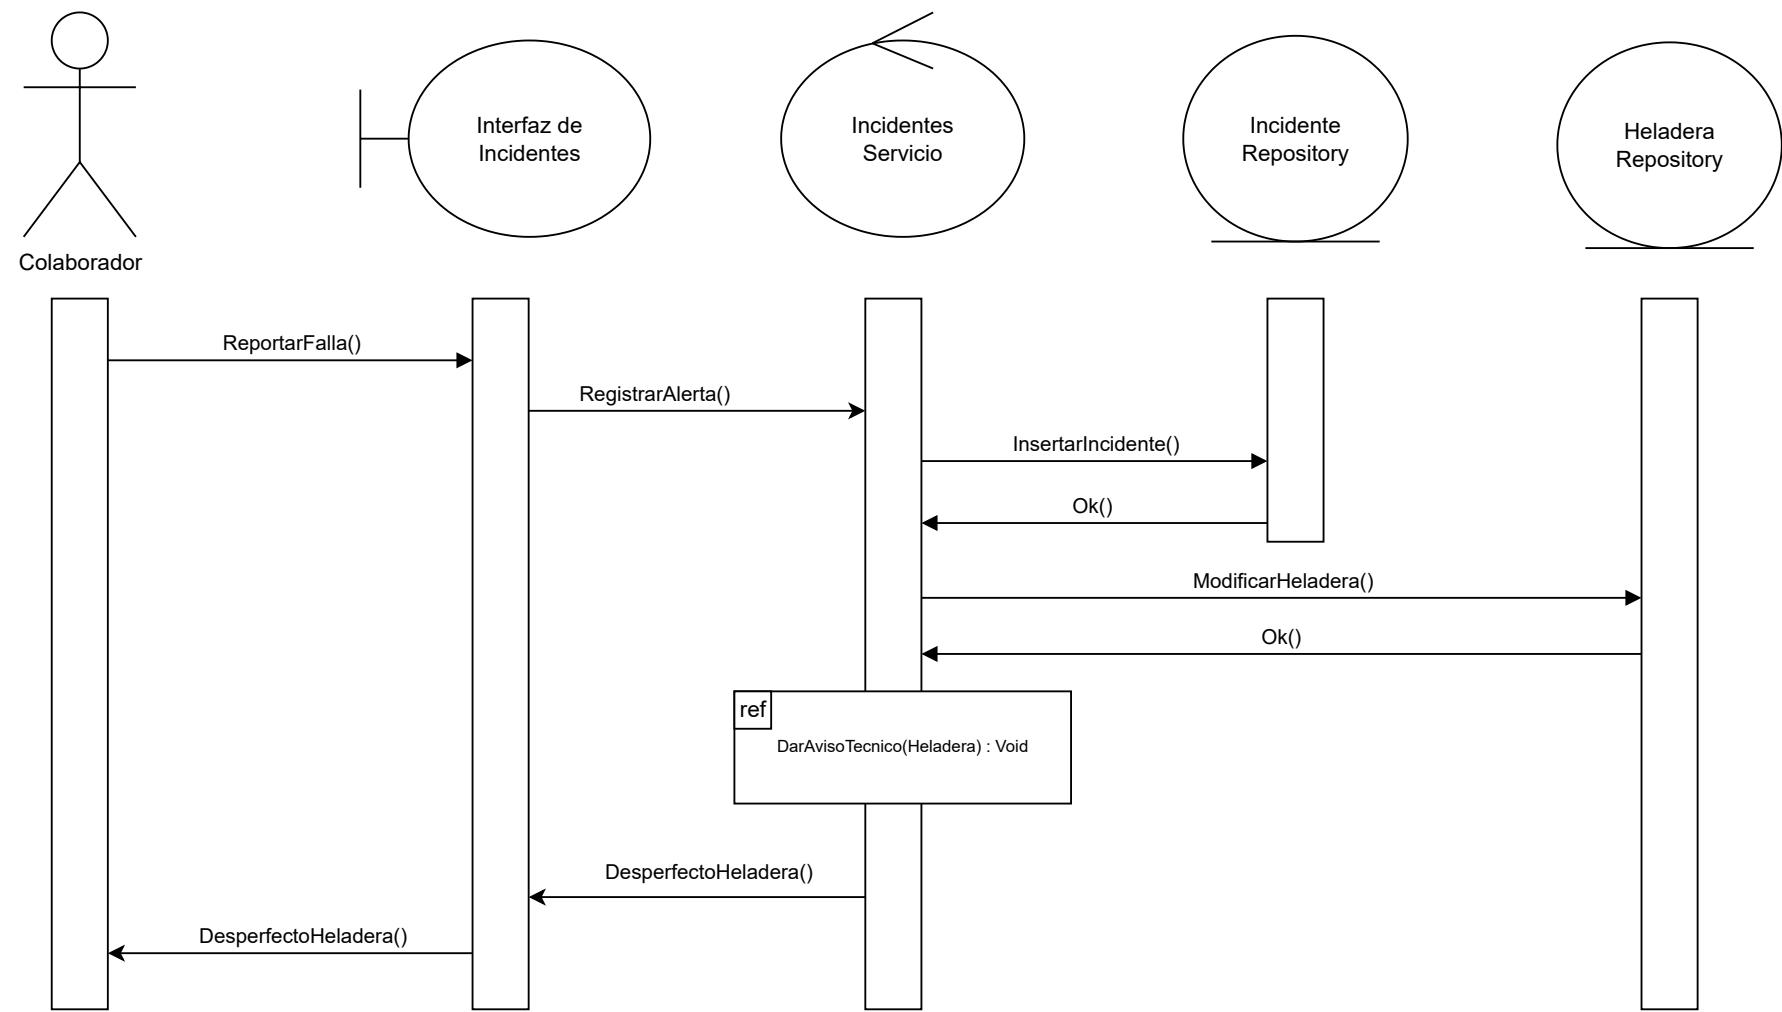 Interfaz de
Incidentes
Incidentes
Servicio
Incidente
Repository
Heladera
Repository
Colaborador
ReportarFalla()
RegistrarAlerta()
InsertarIncidente()
Ok()
ModificarHeladera()
Ok()
ref
DarAvisoTecnico(Heladera) : Void
DesperfectoHeladera()
DesperfectoHeladera()